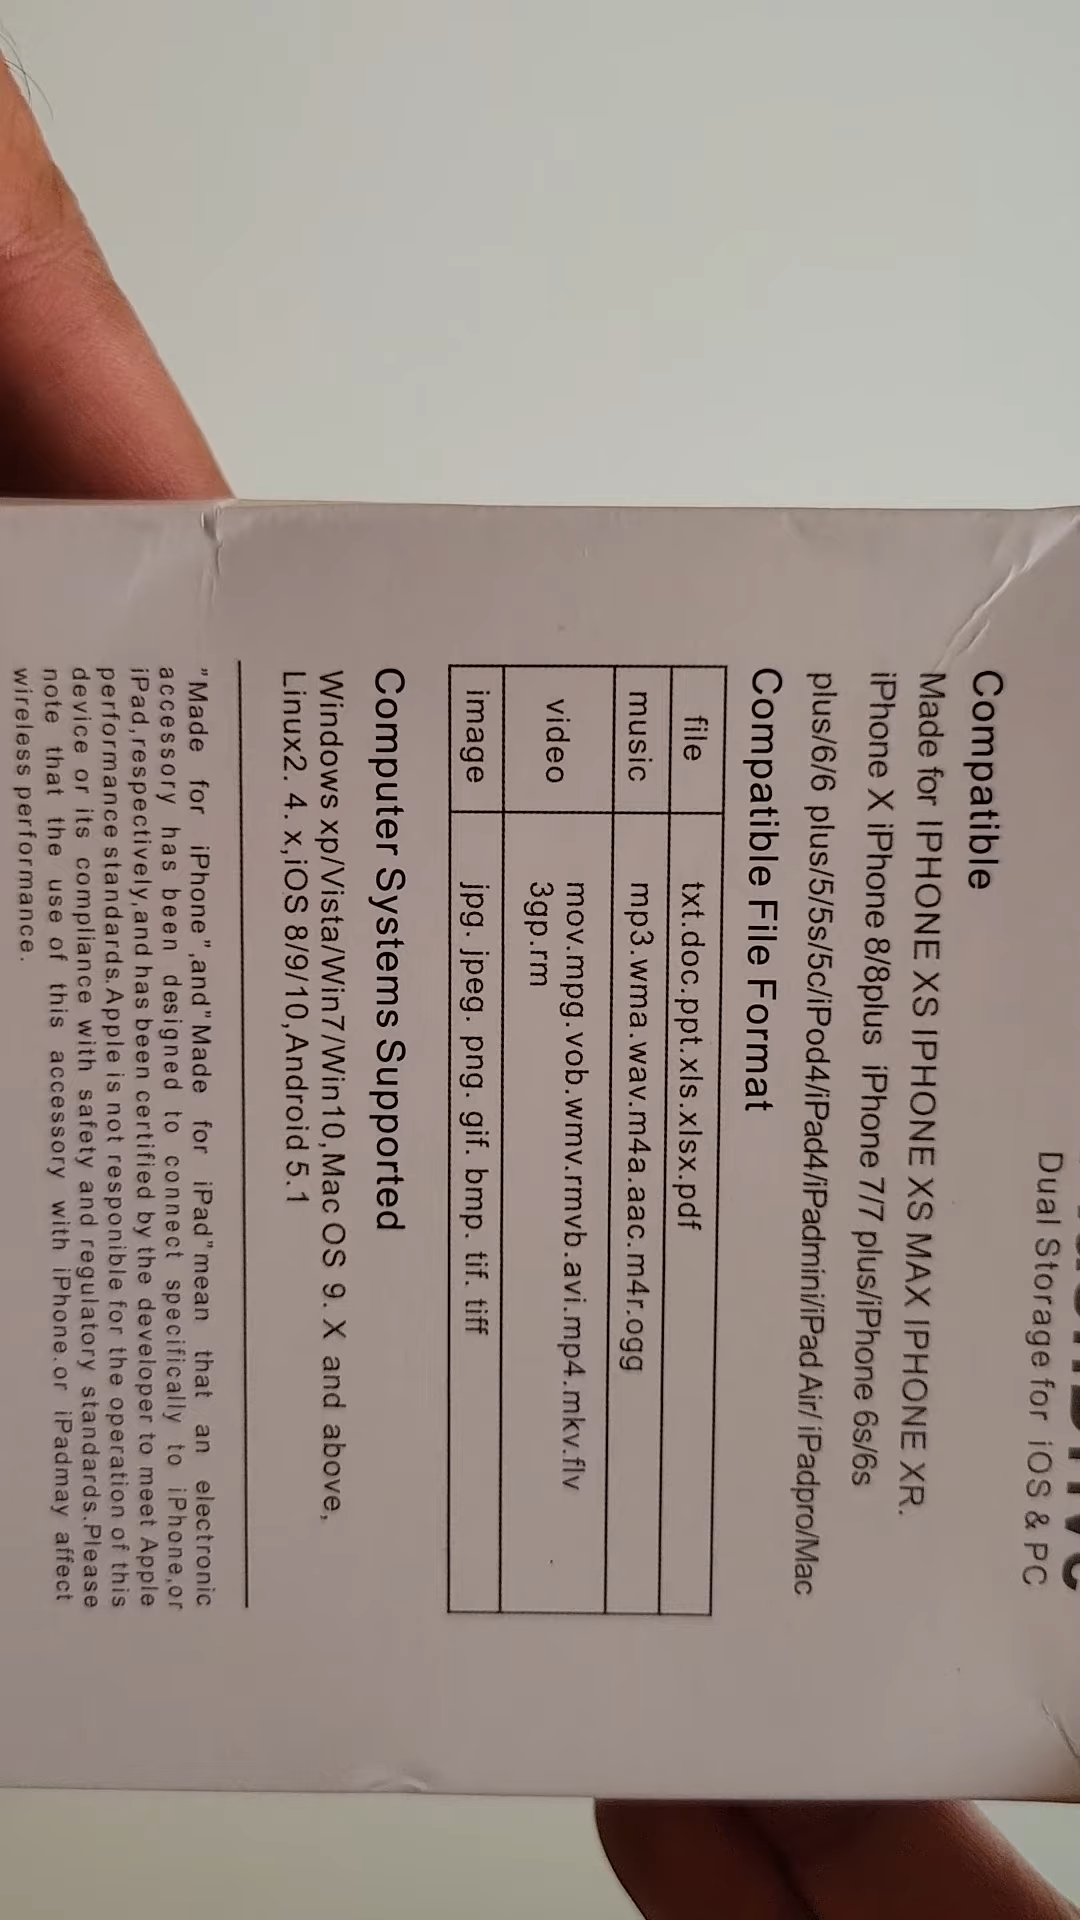 Dual Storage for iOS & PC
Compatible
Made for IPHONE XS IPHONE XS MAX IPHONE XR.
iPhone X iPhone 8/8plus iPhone 7/7 plus/iPhone 6s/6s
plus/6/6 plus/5/5s/5c/iPod4/iPad4/iPadmini/iPad Air/ iPadpro/Mac
Compatible File Format
file txt.doc.ppt.xls.xlsx.pdf
music mp3.wma.wav.m4a.aac.m4r.ogg
video mov.mpg.vob.wmv.rmvb.avi.mp4.mkv.flv
3gp.rm
image jpg. jpeg. png. gif. bmp. tif. tiff
Computer Systems Supported
Windows xp/Vista/Win7/Win10,Mac OS 9. X and above,
Linux2. 4. x,iOS 8/9/10,Android 5.1
"Made for iPhone",and"Made for iPad"mean that an electronic
accessory has been designed to connect specifically to iPhone,or
iPad,respectively,and has been certified by the developer to meet Apple
performance standards.Apple is not responible for the operation of this
device or its compliance with safety and regulatory standards.Please
note that the use of this accessory with iPhone.or iPadmay affect
wireless performance.